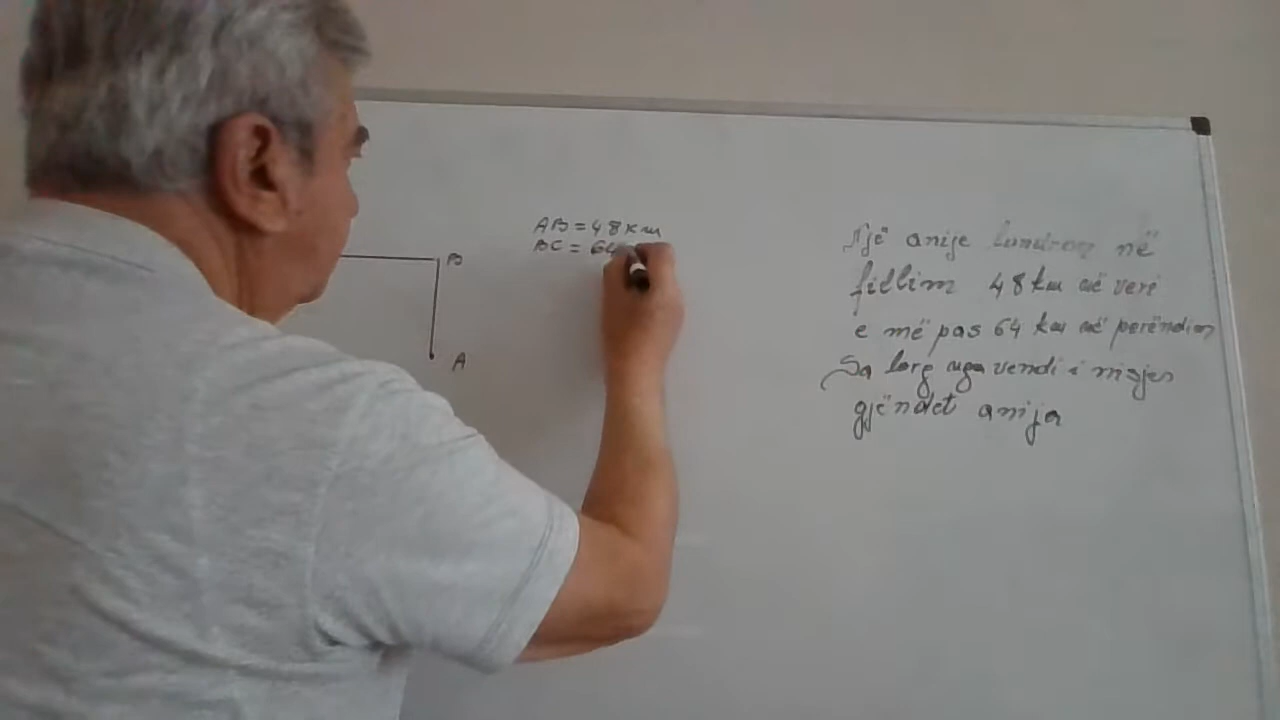 AB = 48 km
BC = 64
B
A
Një anije lundron në
fillim 48 km në veri
e më pas 64 km në perëndim
Sa larg nga vendi i nisjes
gjëndet anija